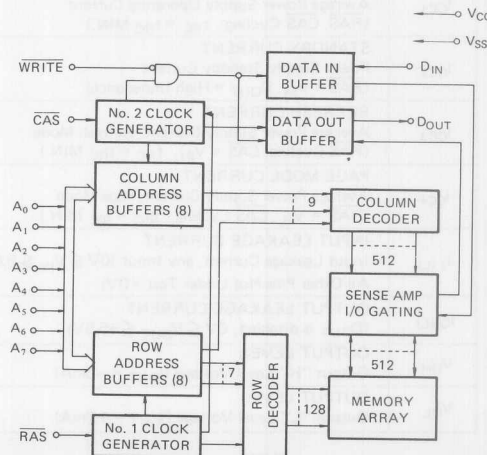 VCC
VSS
WRITE
DATA IN
BUFFER
DIN
CAS
No. 2 CLOCK
GENERATOR
DATA OUT
BUFFER
DOUT
COLUMN
ADDRESS
BUFFERS (8)
9
COLUMN
DECODER
A0
A1
A2
A3
A4
A5
A6
A7
512
SENSE AMP
I/O GATING
ROW
ADDRESS
BUFFERS (8)
7
ROW
DECODER
128
512
MEMORY
ARRAY
RAS
No. 1 CLOCK
GENERATOR